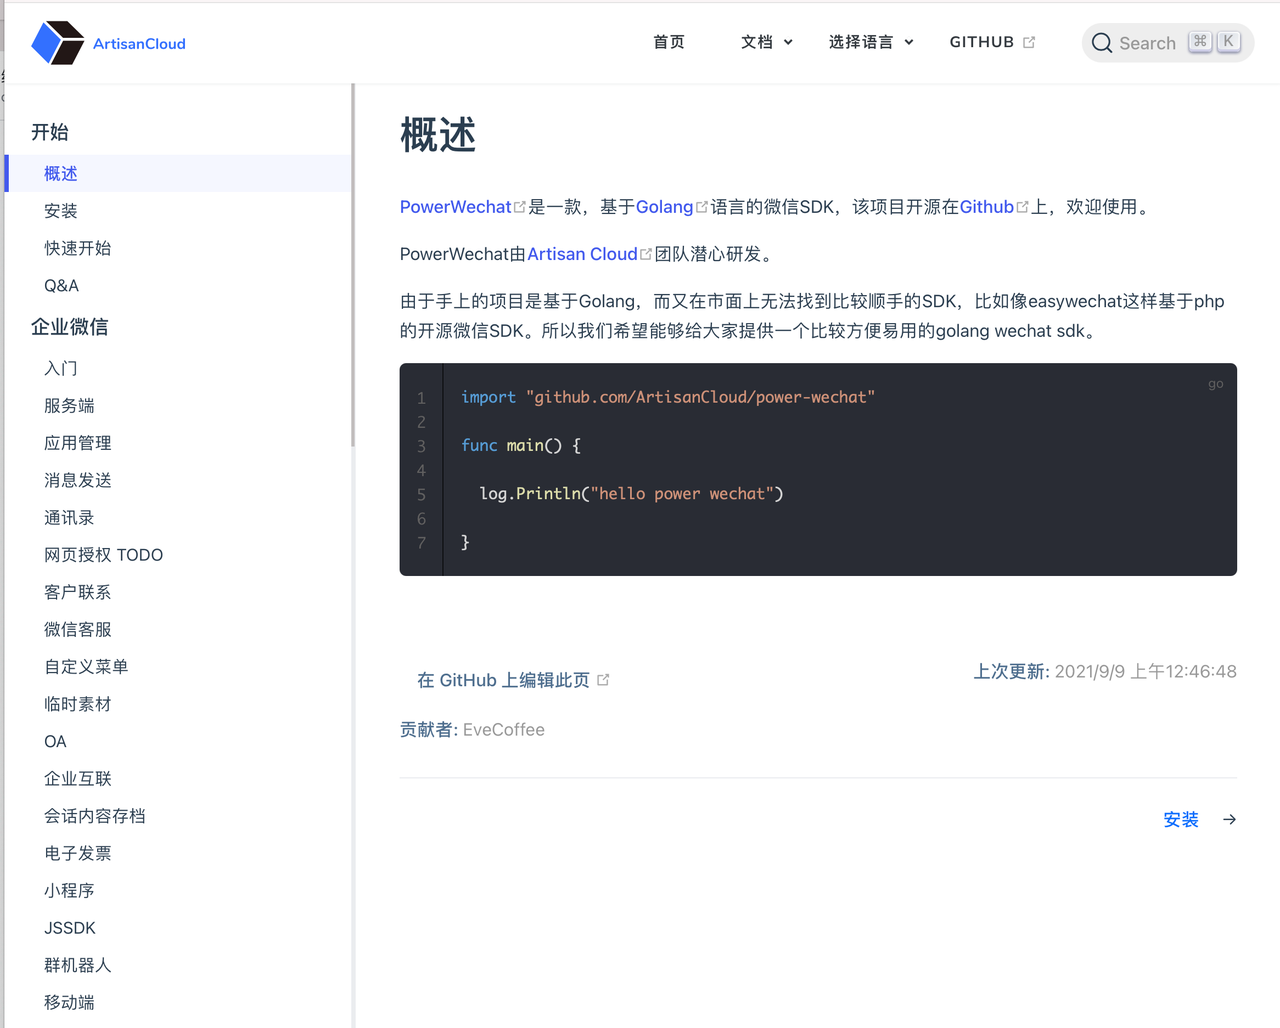 ArtisanCloud
首页
文档
选择语言
GITHUB
Search ⌘ K
开始
概述
安装
快速开始
Q&A
企业微信
入门
服务端
应用管理
消息发送
通讯录
网页授权 TODO
客户联系
微信客服
自定义菜单
临时素材
OA
企业互联
会话内容存档
电子发票
小程序
JSSDK
群机器人
移动端
概述
PowerWechat是一款，基于Golang语言的微信SDK，该项目开源在Github上，欢迎使用。
PowerWechat由Artisan Cloud团队潜心研发。
由于手上的项目是基于Golang，而又在市面上无法找到比较顺手的SDK，比如像easywechat这样基于php
的开源微信SDK。所以我们希望能够给大家提供一个比较方便易用的golang wechat sdk。
go
1 import "github.com/ArtisanCloud/power-wechat"
2
3 func main() {
4
5 log.Println("hello power wechat")
6
7 }
在 GitHub 上编辑此页
上次更新: 2021/9/9 上午12:46:48
贡献者: EveCoffee
安装 →